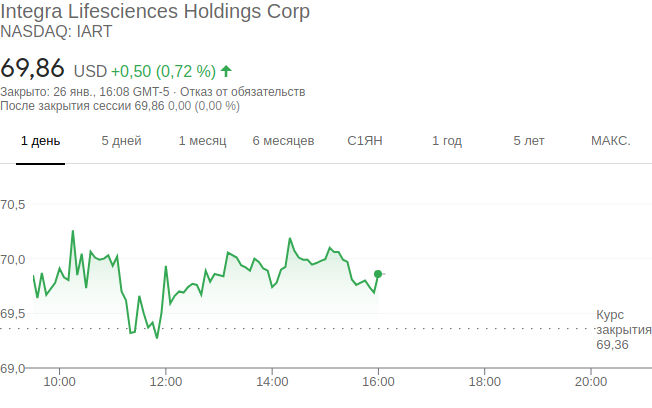 Integra Lifesciences Holdings Corp
NASDAQ: IART
69,86 USD +0,50 (0,72 %)
Закрыто: 26 янв., 16:08 GMT-5 · Отказ от обязательств
После закрытия сессии 69,86 0,00 (0,00 %)
1 день 5 дней 1 месяц 6 месяцев С1ЯН 1 год 5 лет МАКС.
70,5
70,0
69,5
Курс
закрытия
69,36
69,0
10:00 12:00 14:00 16:00 18:00 20:00